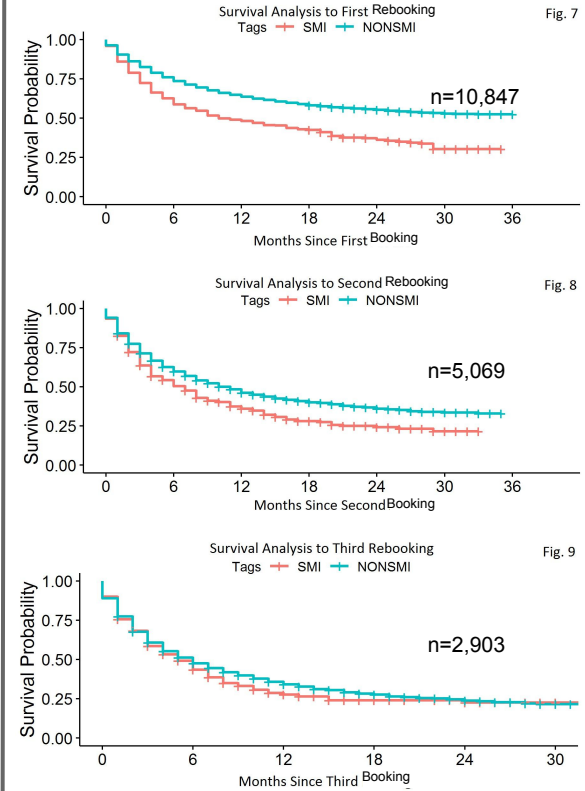 Survival Analysis to First Rebooking
Fig. 7
Tags SMI NONSMI
Survival Probability
1.00
0.75
0.50
0.25
0.00
n=10,847
0 6 12 18 24 30 36
Months Since First Booking
Survival Analysis to Second Rebooking
Fig. 8
Tags SMI NONSMI
Survival Probability
1.00
0.75
0.50
0.25
0.00
n=5,069
0 6 12 18 24 30 36
Months Since Second Booking
Survival Analysis to Third Rebooking
Fig. 9
Tags SMI NONSMI
Survival Probability
1.00
0.75
0.50
0.25
0.00
n=2,903
0 6 12 18 24 30
Months Since Third Booking